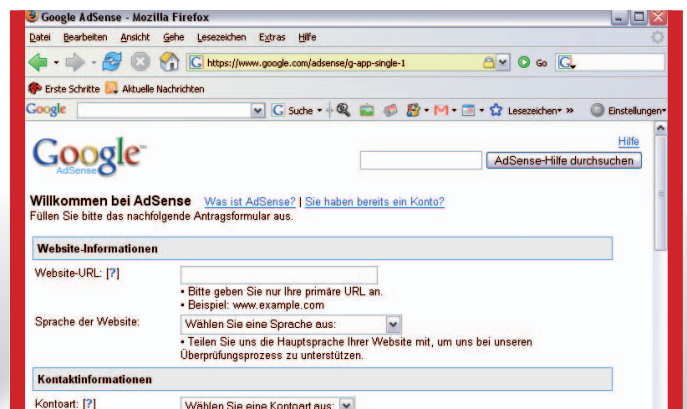 Google AdSense - Mozilla Firefox
Datei Bearbeiten Ansicht Gehe Lesezeichen Extras Hilfe
https://www.google.com/adsense/g-app-single-1 Go
Erste Schritte Aktuelle Nachrichten
Google Suche Lesezeichen Einstellungen
Hilfe
Google™
AdSense
AdSense-Hilfe durchsuchen
Willkommen bei AdSense Was ist AdSense? | Sie haben bereits ein Konto?
Füllen Sie bitte das nachfolgende Antragsformular aus.
Website-Informationen
Website-URL: [?]
• Bitte geben Sie nur Ihre primäre URL an.
• Beispiel: www.example.com
Sprache der Website: Wählen Sie eine Sprache aus:
• Teilen Sie uns die Hauptsprache Ihrer Website mit, um uns bei unseren
Überprüfungsprozess zu unterstützen.
Kontaktinformationen
Kontoart: [?] Wählen Sie eine Kontoart aus: